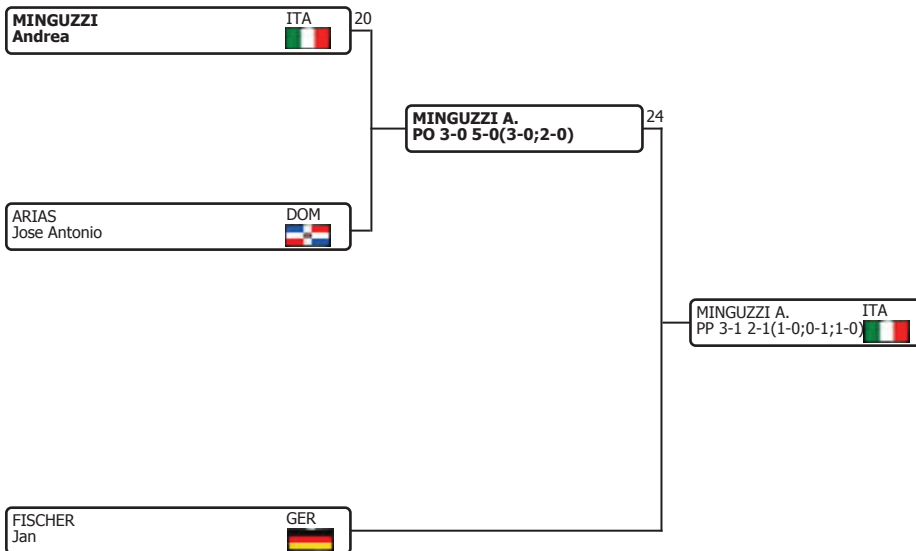 MINGUZZI ITA 20
Andrea
MINGUZZI A. 24
PO 3-0 5-0(3-0;2-0)
ARIAS DOM
Jose Antonio
MINGUZZI A. ITA
PP 3-1 2-1(1-0;0-1;1-0)
FISCHER GER
Jan